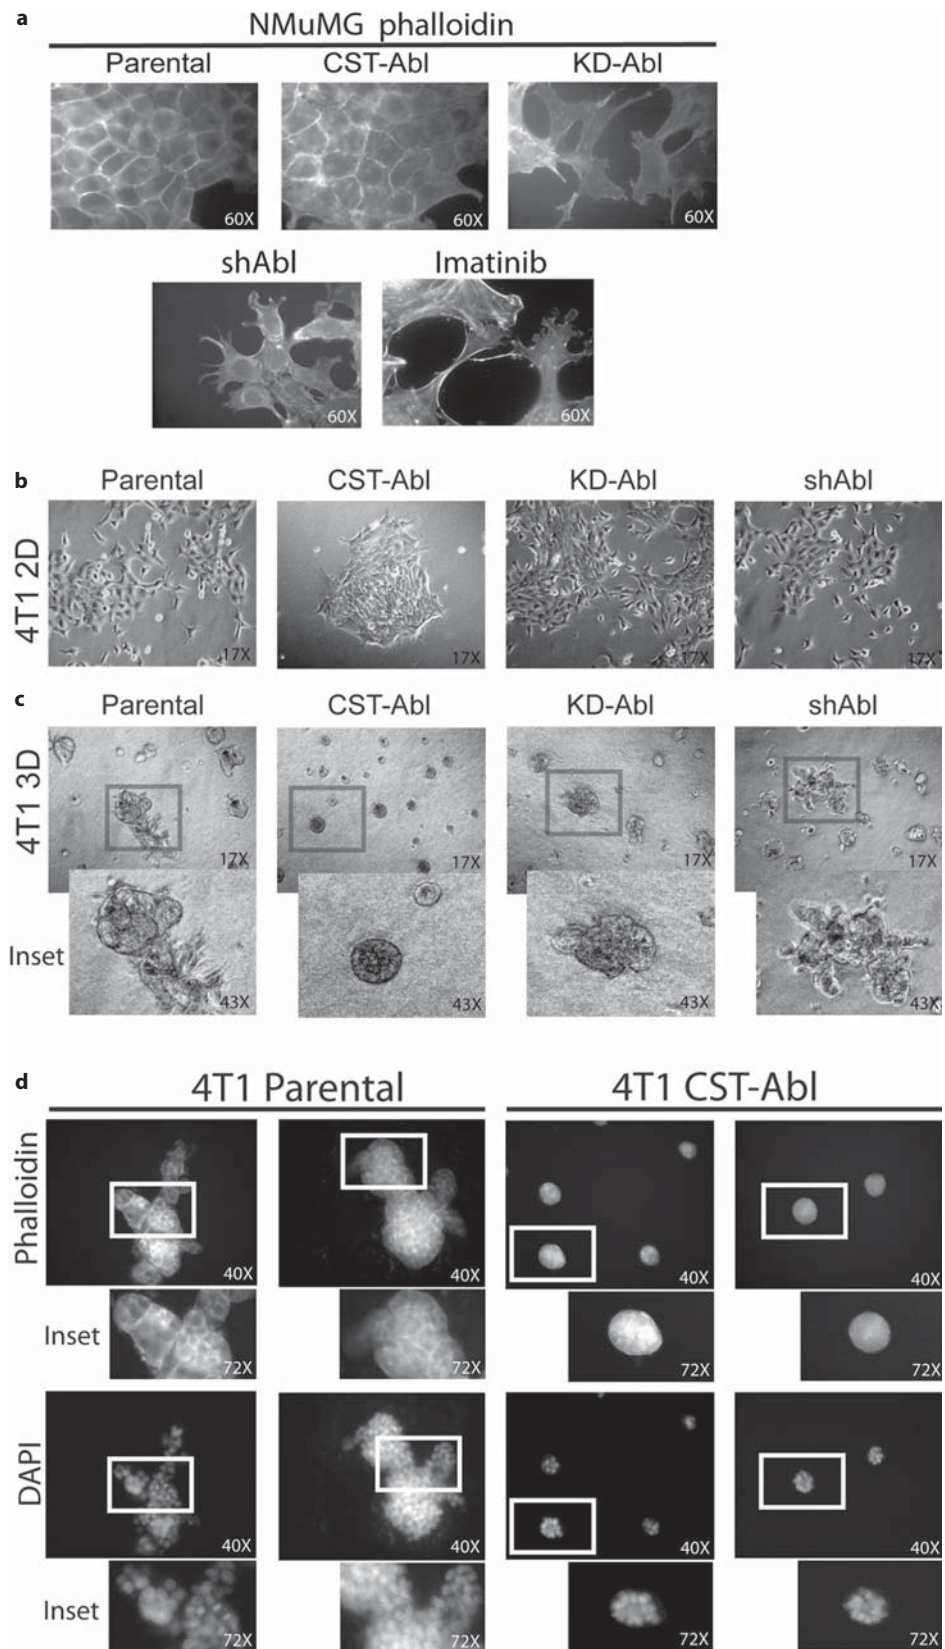 a
NMuMG phalloidin
Parental CST-Abl KD-Abl
60X 60X 60X
shAbl Imatinib
60X 60X
b
Parental CST-Abl KD-Abl shAbl
4T1 2D
17X 17X 17X 17X
c
Parental CST-Abl KD-Abl shAbl
4T1 3D
17X 17X 17X 17X
Inset
43X 43X 43X 43X
d
4T1 Parental 4T1 CST-Abl
Phalloidin
40X 40X 40X 40X
Inset
72X 72X 72X 72X
DAPI
40X 40X 40X 40X
Inset
72X 72X 72X 72X